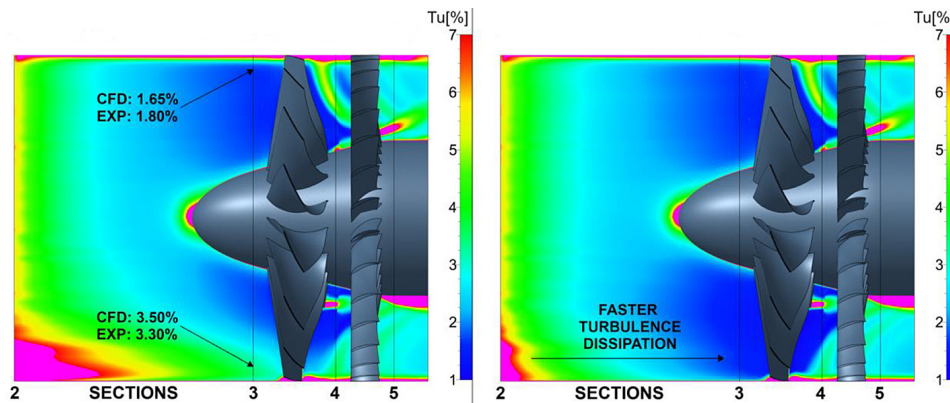 Tu[%]
7
6
5
4
3
2
1
CFD: 1.65%
EXP: 1.80%
CFD: 3.50%
EXP: 3.30%
2 SECTIONS 3 4 5
Tu[%
7
6
5
4
3
2
1
FASTER
TURBULENCE
DISSIPATION
2 SECTIONS 3 4 5